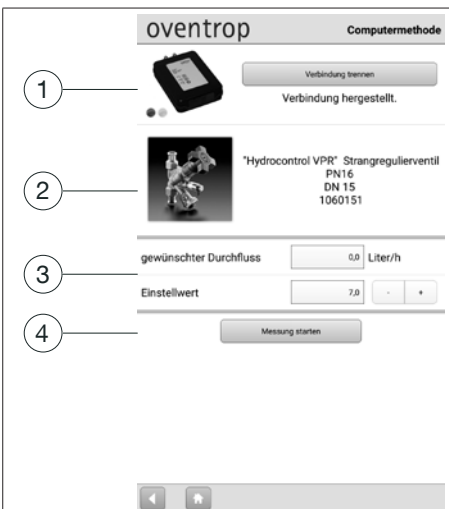 oventrop Computermethode
1
Verbindung trennen
Verbindung hergestellt.
2
"Hydrocontrol VPR" Strangregulierventil
PN16
DN 15
1060151
3
gewünschter Durchfluss 0,0 Liter/h
Einstellwert 7,0 - +
4
Messung starten